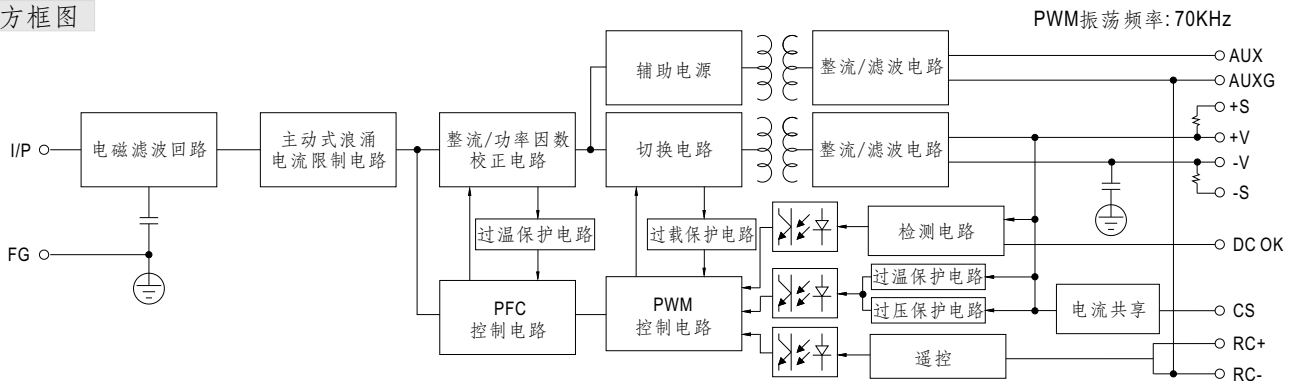 方框图
PWM振荡频率: 70KHz
辅助电源
整流/滤波电路
AUX
AUXG
+S
I/P
电磁滤波回路
主动式浪涌
电流限制电路
整流/功率因数
校正电路
切换电路
整流/滤波电路
+V
-V
-S
过温保护电路
过载保护电路
检测电路
DC OK
FG
PFC
控制电路
PWM
控制电路
过温保护电路
过压保护电路
电流共享
CS
遥控
RC+
RC-